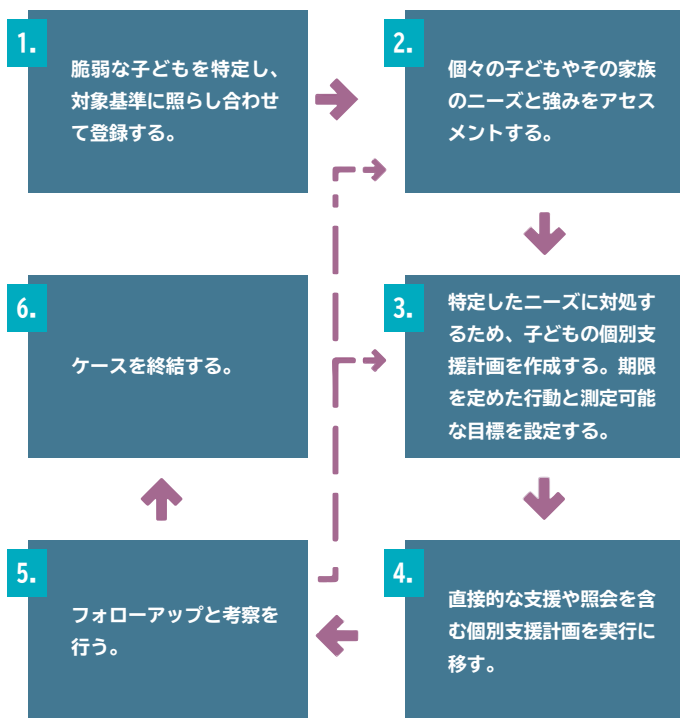 1.
脆弱な子どもを特定し、
対象基準に照らし合わせ
て登録する。
2.
個々の子どもやその家族
のニーズと強みをアセス
メントする。
3.
特定したニーズに対処す
るため、子どもの個別支
援計画を作成する。期限
を定めた行動と測定可能
な目標を設定する。
4.
直接的な支援や照会を含
む個別支援計画を実行に
移す。
5.
フォローアップと考察を
行う。
6.
ケースを終結する。